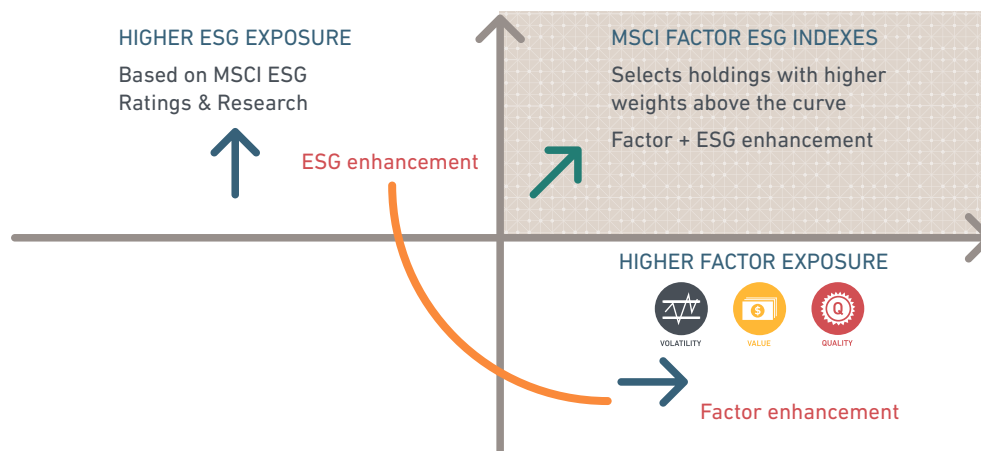 HIGHER ESG EXPOSURE
Based on MSCI ESG
Ratings & Research
ESG enhancement
MSCI FACTOR ESG INDEXES
Selects holdings with higher
weights above the curve
Factor + ESG enhancement
HIGHER FACTOR EXPOSURE
$
Q
VOLATILITY
VALUE
QUALITY
Factor enhancement